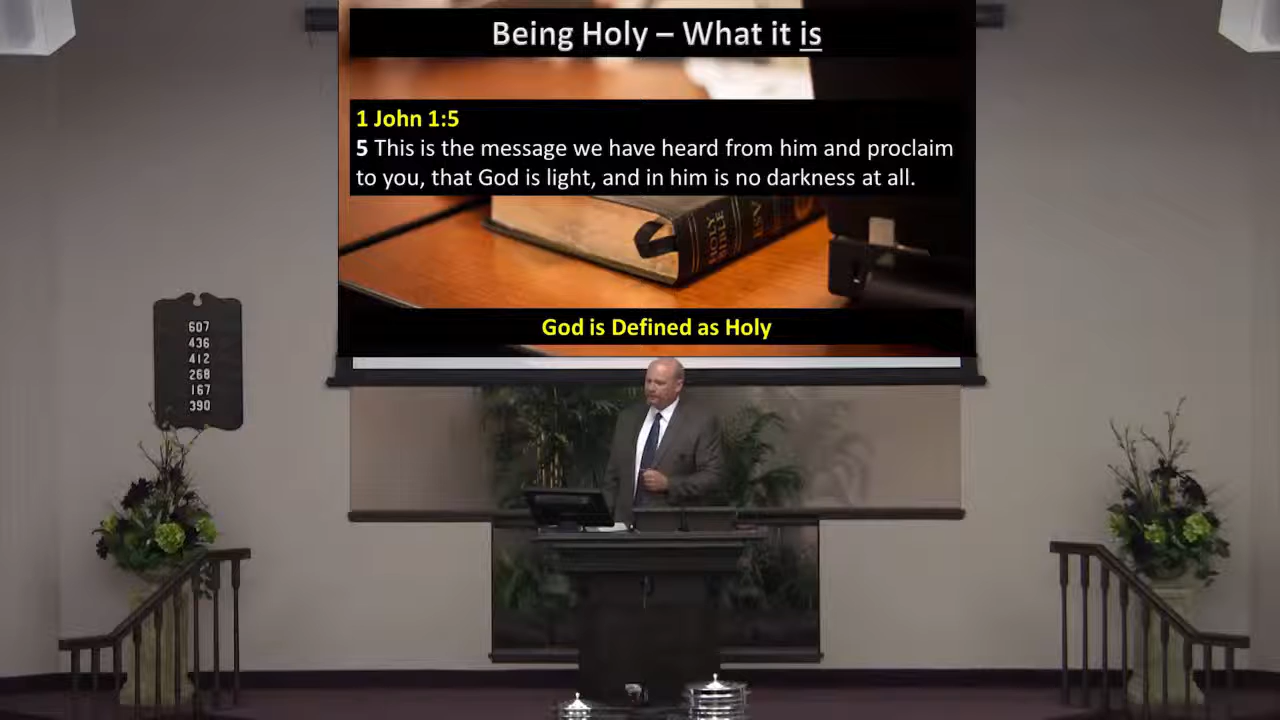 Being Holy – What it is
1 John 1:5
5 This is the message we have heard from him and proclaim
to you, that God is light, and in him is no darkness at all.
HOLY
BIBLE
ESV
God is Defined as Holy
607
436
412
268
167
390